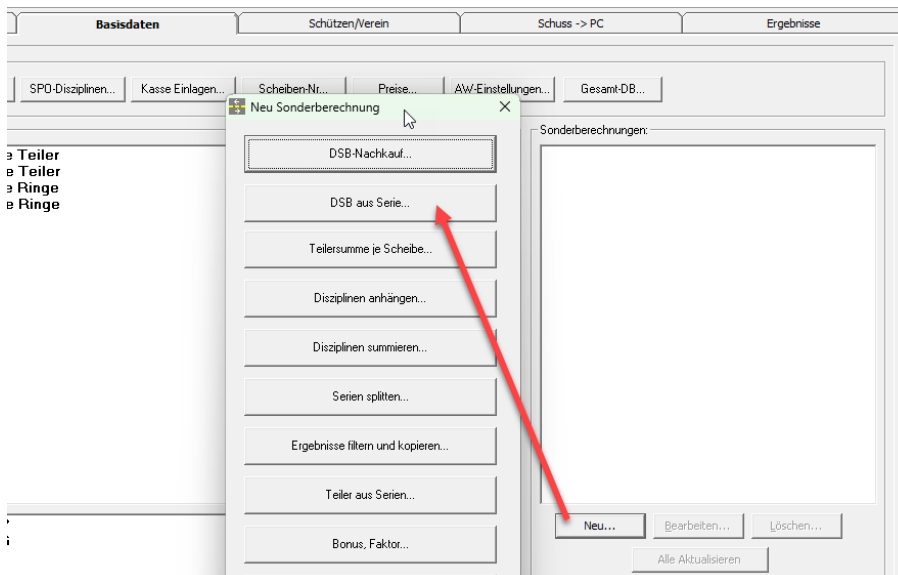 Basisdaten
Schützen/Verein
Schuss -> PC
Ergebnisse
SPO-Disziplinen...
Kasse Einlagen...
Scheiben-Nr...
Preise...
AW-Einstellungen...
Gesamt-DB...
Neu Sonderberechnung
Sonderberechnungen:
e Teiler
e Teiler
e Ringe
e Ringe
DSB-Nachkauf...
DSB aus Serie...
Teilersumme je Scheibe...
Disziplinen anhängen...
Disziplinen summieren...
Serien splitten...
Ergebnisse filtern und kopieren...
Teiler aus Serien...
Bonus, Faktor...
Neu...
Bearbeiten...
Löschen...
Alle Aktualisieren